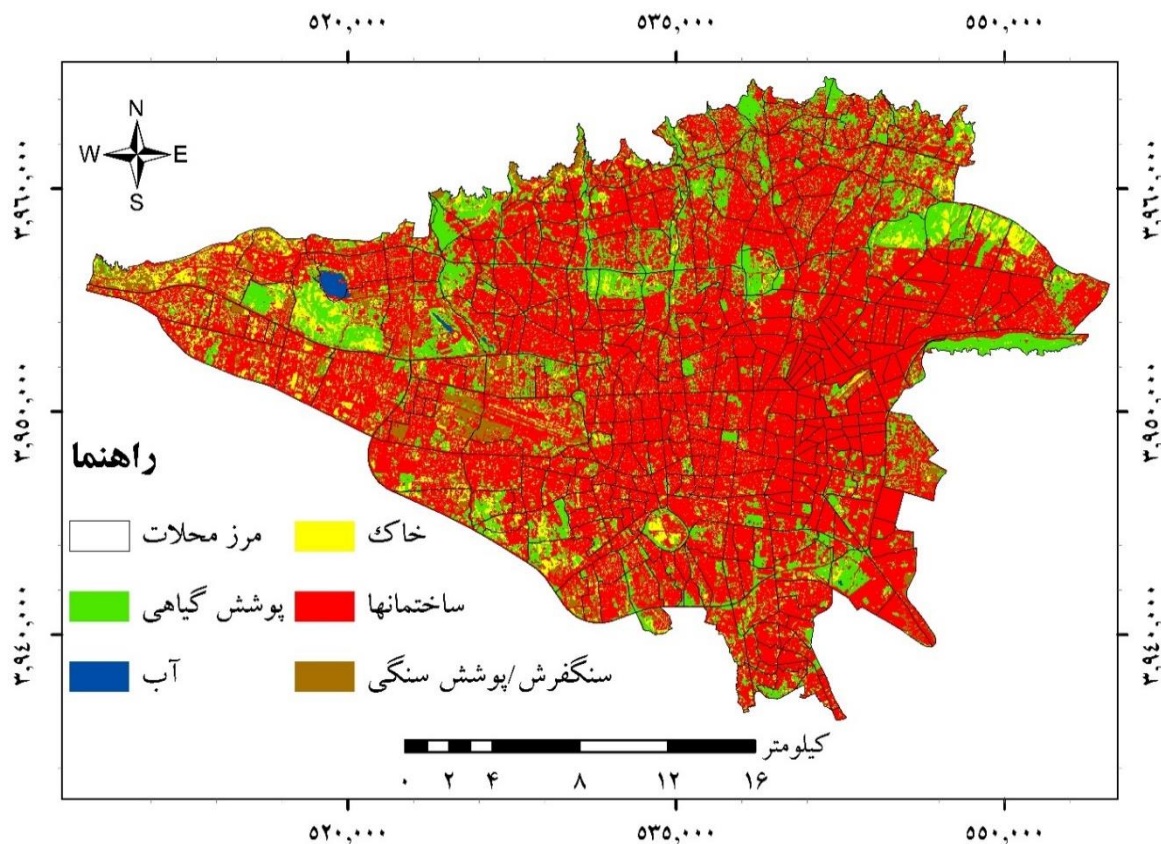 ۵۲۰,۰۰۰ ۵۳۵,۰۰۰ ۵۵۰,۰۰۰
N
W E
S
۳,۹۶۰,۰۰۰ ۳,۹۶۰,۰۰۰
۳,۹۵۰,۰۰۰ ۳,۹۵۰,۰۰۰
راهنما
مرز محلات
خاک
پوشش گیاهی
ساختمانها
آب
سنگفرش/پوشش سنگی
۳,۹۴۰,۰۰۰ ۳,۹۴۰,۰۰۰
کیلومتر
۰ ۲ ۴ ۸ ۱۲ ۱۶
۵۲۰,۰۰۰ ۵۳۵,۰۰۰ ۵۵۰,۰۰۰